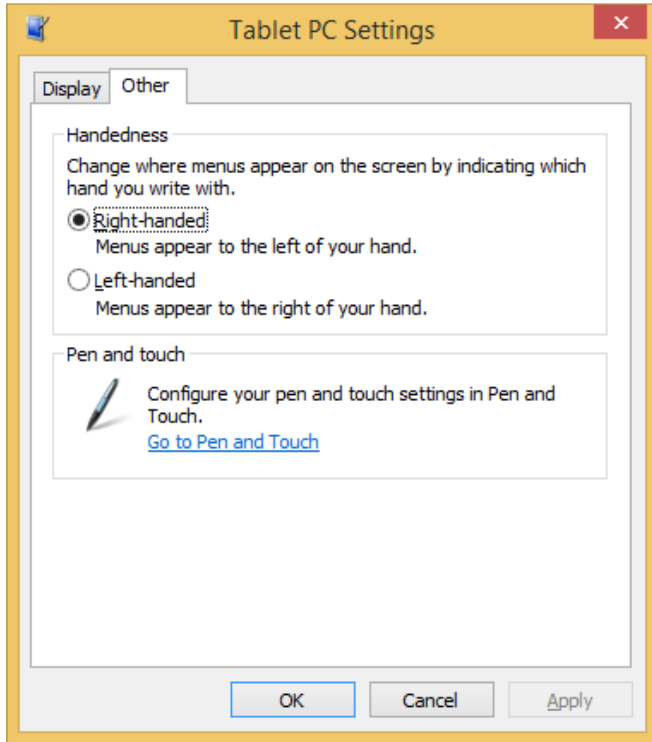 Tablet PC Settings
Display
Other
Handedness
Change where menus appear on the screen by indicating which
hand you write with.
Right-handed
Menus appear to the left of your hand.
Left-handed
Menus appear to the right of your hand.
Pen and touch
Configure your pen and touch settings in Pen and
Touch.
Go to Pen and Touch
OK
Cancel
Apply